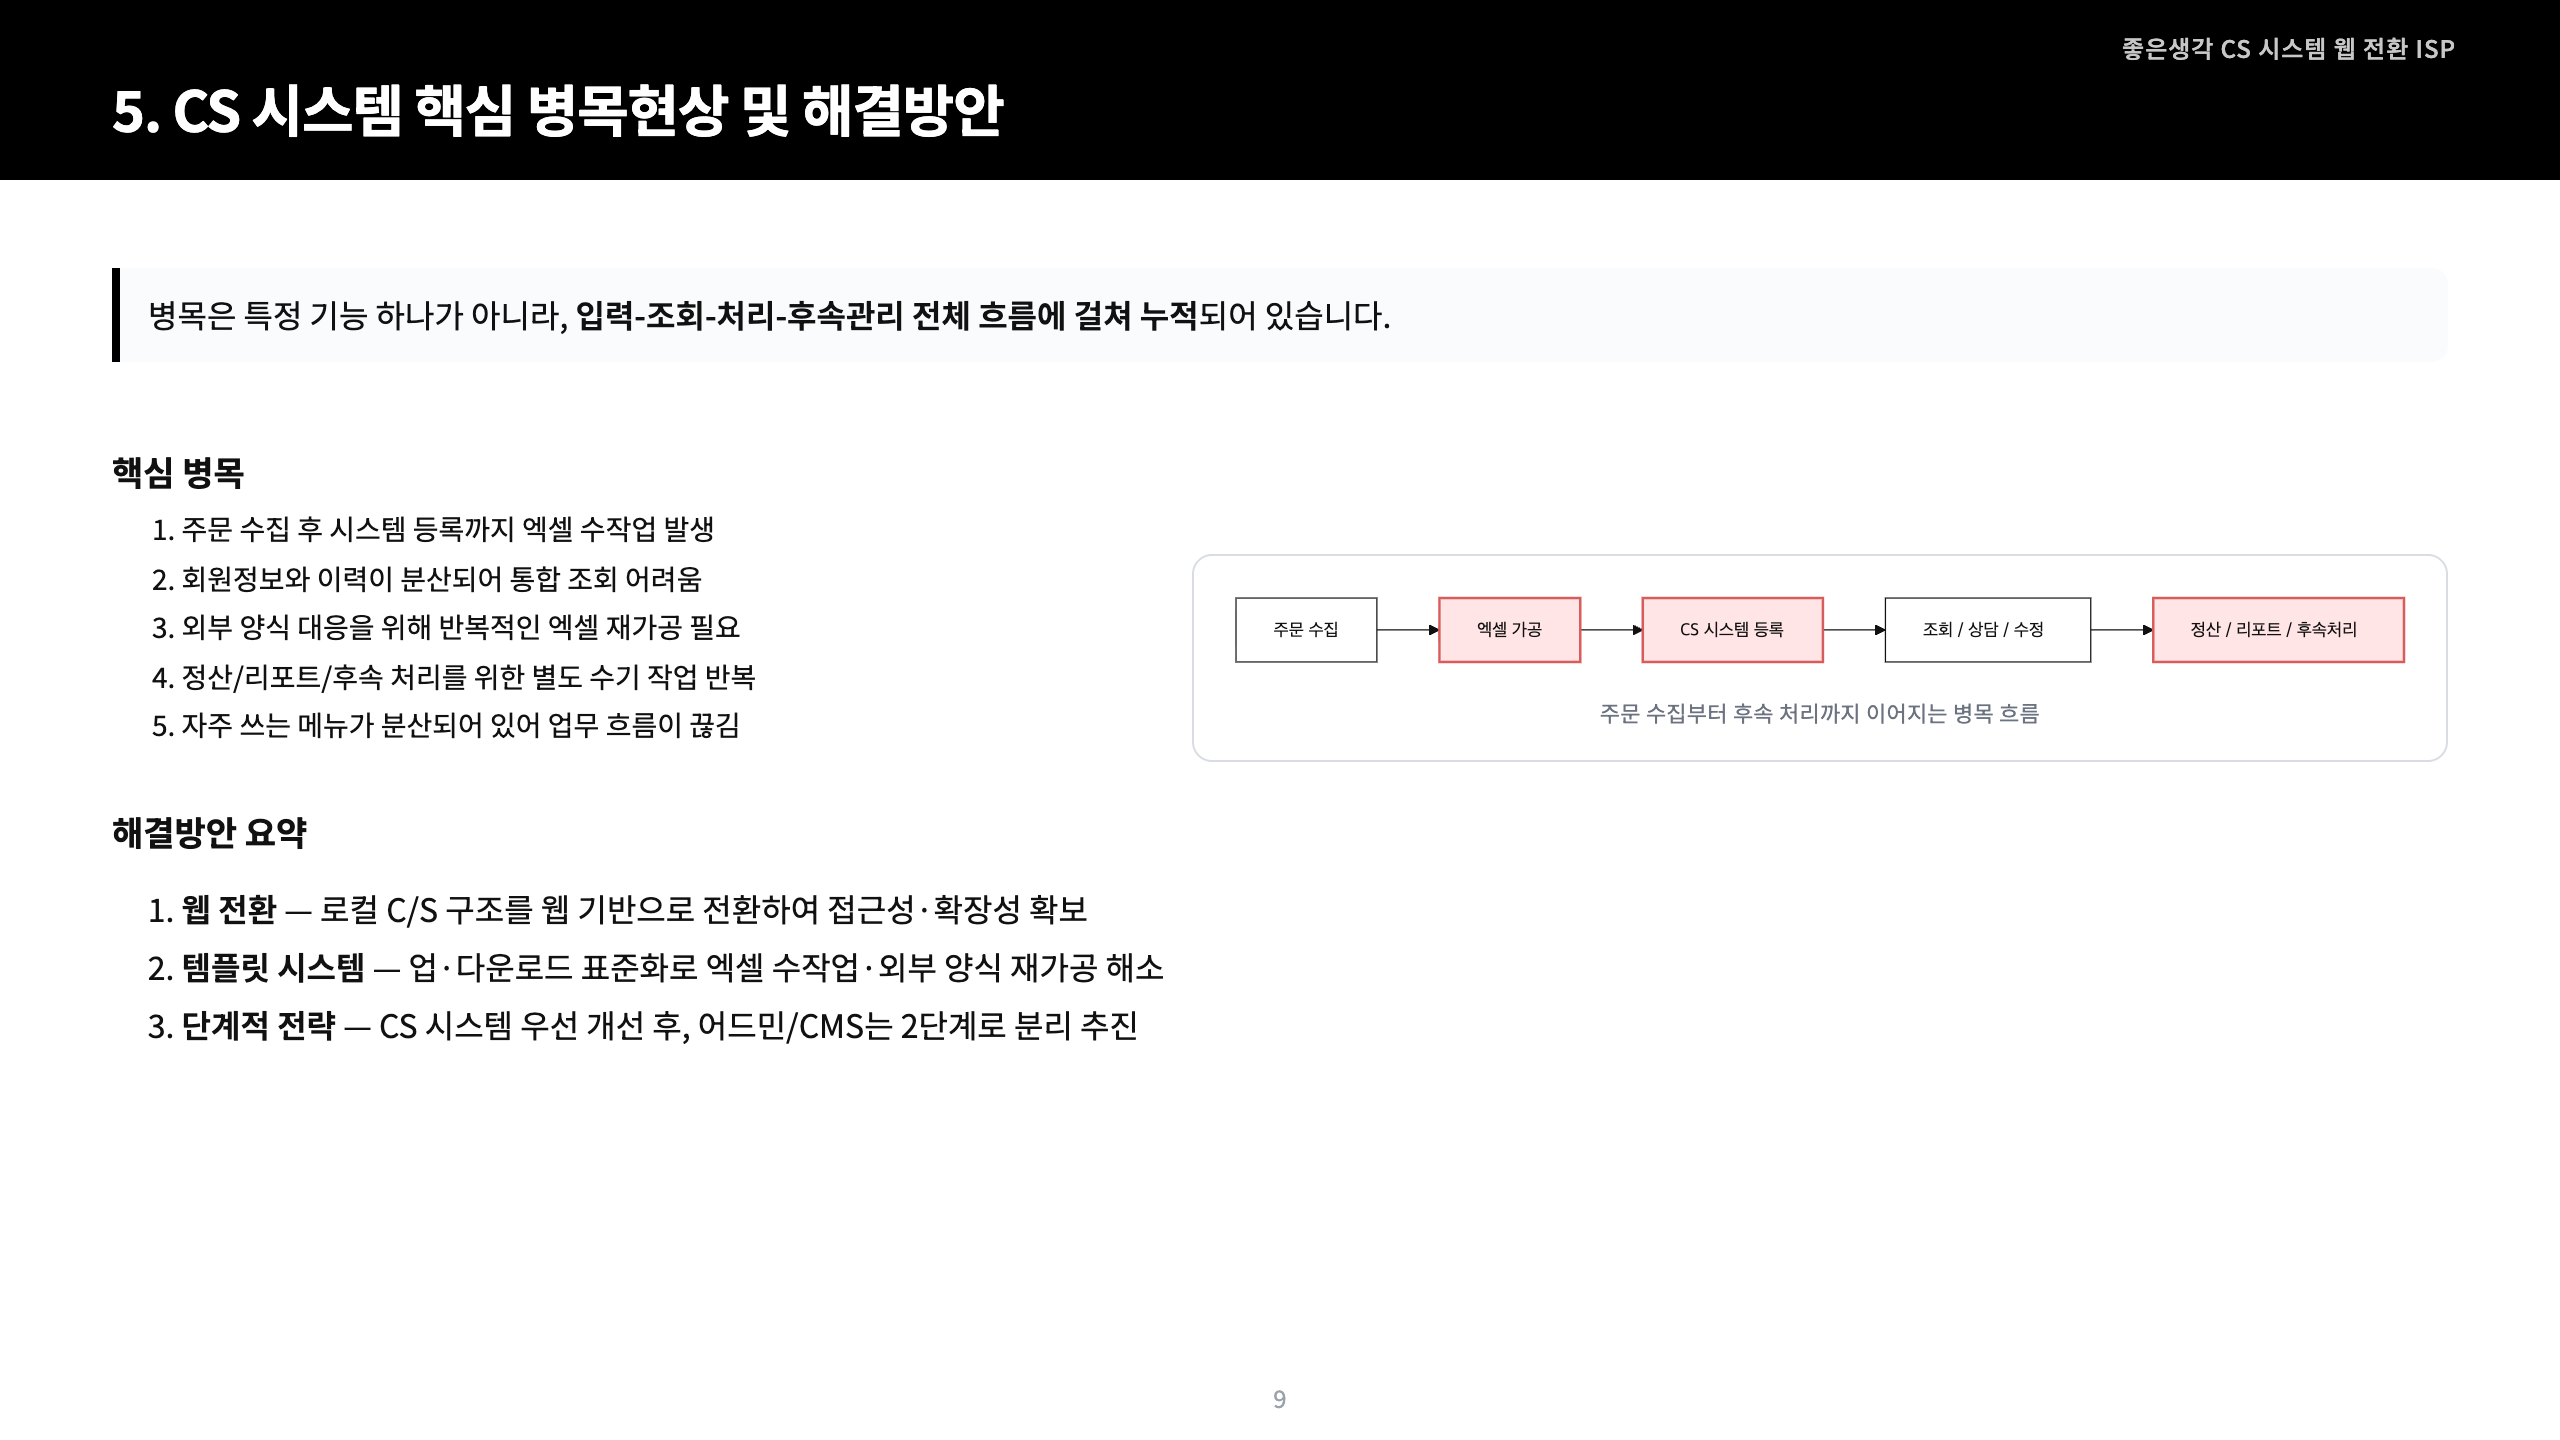 좋은생각 CS 시스템 웹 전환 ISP
5. CS 시스템 핵심 병목현상 및 해결방안
병목은 특정 기능 하나가 아니라, 입력-조회-처리-후속관리 전체 흐름에 걸쳐 누적되어 있습니다.
핵심 병목
1. 주문 수집 후 시스템 등록까지 엑셀 수작업 발생
2. 회원정보와 이력이 분산되어 통합 조회 어려움
3. 외부 양식 대응을 위해 반복적인 엑셀 재가공 필요
4. 정산/리포트/후속 처리를 위한 별도 수기 작업 반복
5. 자주 쓰는 메뉴가 분산되어 있어 업무 흐름이 끊김
주문 수집
엑셀 가공
CS 시스템 등록
조회 / 상담 / 수정
정산 / 리포트 / 후속처리
주문 수집부터 후속 처리까지 이어지는 병목 흐름
해결방안 요약
1. 웹 전환 — 로컬 C/S 구조를 웹 기반으로 전환하여 접근성·확장성 확보
2. 템플릿 시스템 — 업·다운로드 표준화로 엑셀 수작업·외부 양식 재가공 해소
3. 단계적 전략 — CS 시스템 우선 개선 후, 어드민/CMS는 2단계로 분리 추진
9